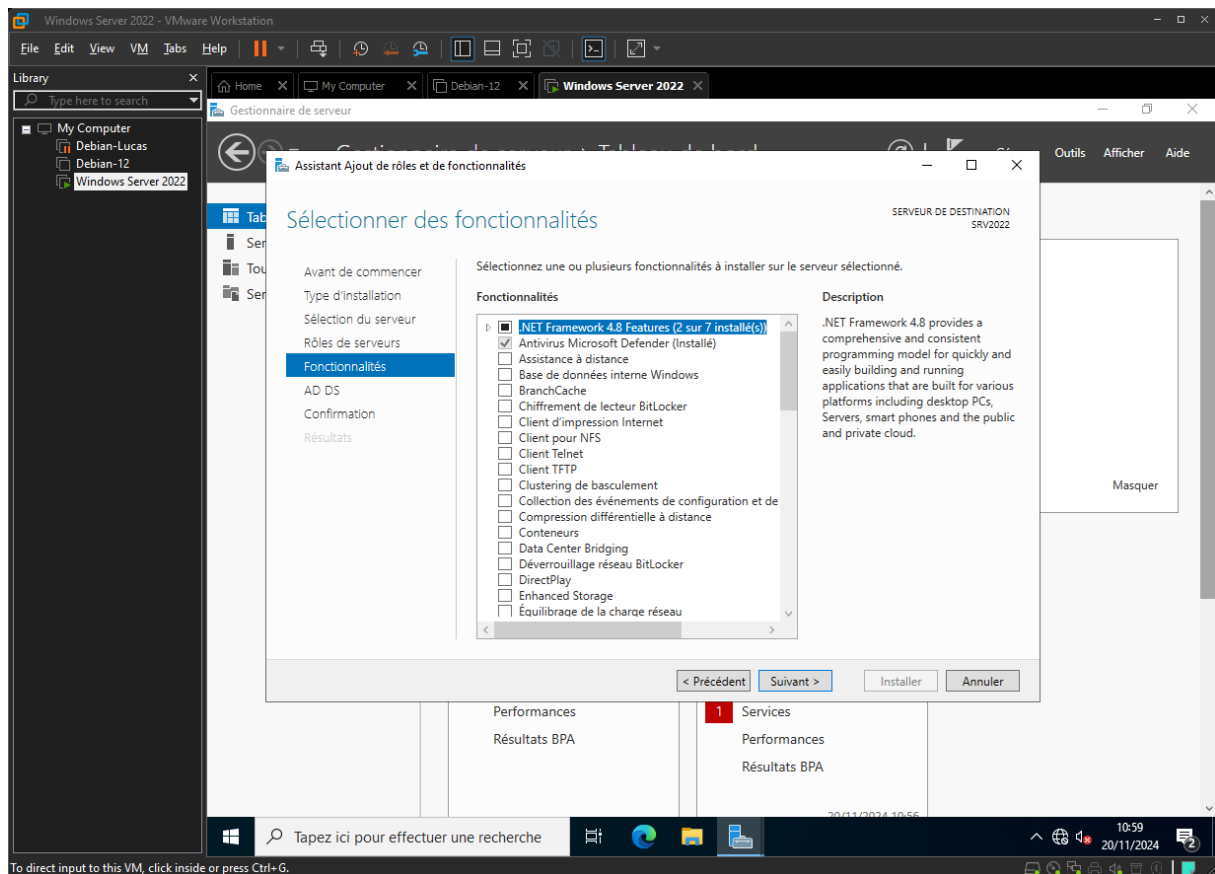 Windows Server 2022 - VMware Workstation
File Edit View VM Tabs Help
Library
Type here to search
My Computer
Debian-Lucas
Debian-12
Windows Server 2022
Home
My Computer
Debian-12
Windows Server 2022
Gestionnaire de serveur
Outils Afficher Aide
Assistant Ajout de rôles et de fonctionnalités
Sélectionner des fonctionnalités
SERVEUR DE DESTINATION
SRV2022
Avant de commencer
Type d'installation
Sélection du serveur
Rôles de serveurs
Fonctionnalités
AD DS
Confirmation
Résultats
Sélectionnez une ou plusieurs fonctionnalités à installer sur le serveur sélectionné.
Fonctionnalités
.NET Framework 4.8 Features (2 sur 7 installé(s))
Antivirus Microsoft Defender (Installé)
Assistance à distance
Base de données interne Windows
BranchCache
Chiffrement de lecteur BitLocker
Client d'impression Internet
Client pour NFS
Client Telnet
Client TFTP
Clustering de basculement
Collection des événements de configuration et de
Compression différentielle à distance
Conteneurs
Data Center Bridging
Déverrouillage réseau BitLocker
DirectPlay
Enhanced Storage
Équilibrage de la charge réseau
Description
.NET Framework 4.8 provides a
comprehensive and consistent
programming model for quickly and
easily building and running
applications that are built for various
platforms including desktop PCs,
Servers, smart phones and the public
and private cloud.
< Précédent Suivant > Installer Annuler
Tab
Ser
Tou
Ser
Masquer
Performances
Résultats BPA
1 Services
Performances
Résultats BPA
20/11/2024 10:56
Tapez ici pour effectuer une recherche
10:59
20/11/2024
2
To direct input to this VM, click inside or press Ctrl+G.